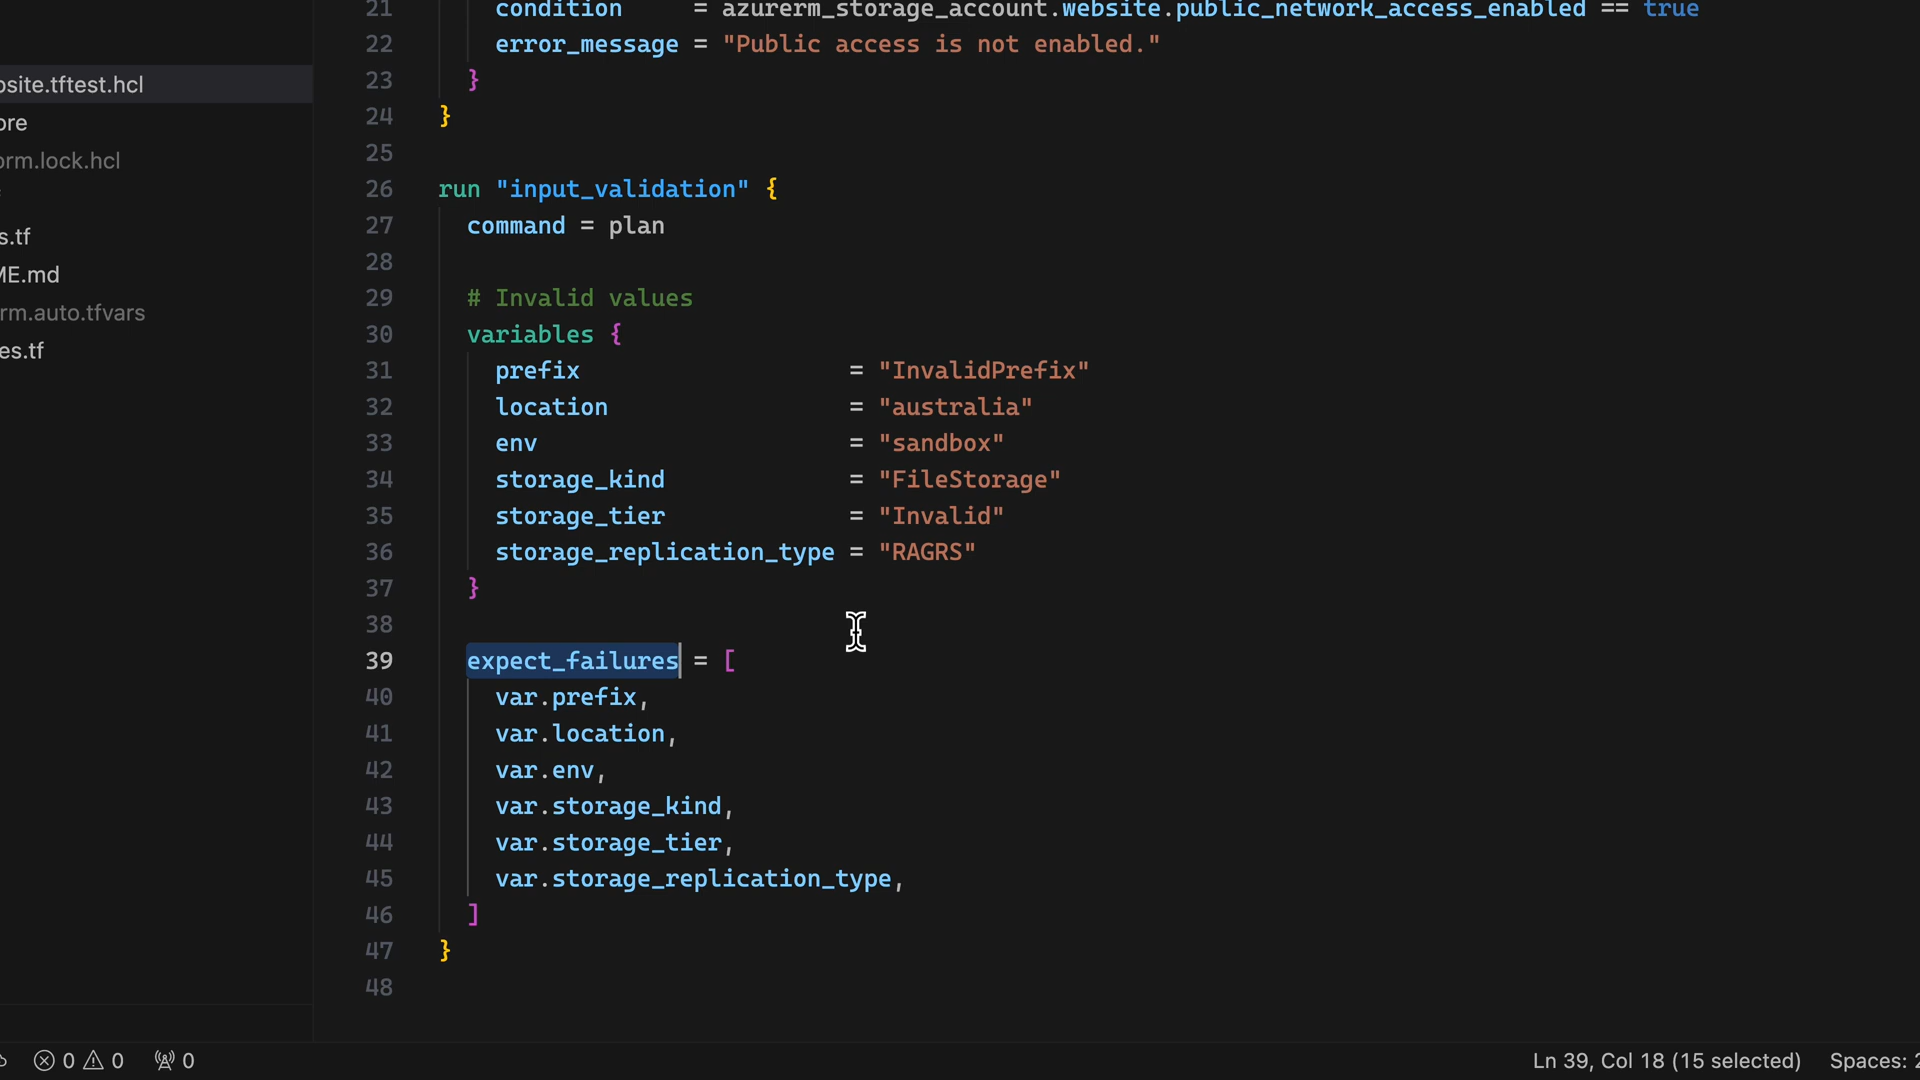 21 condition = azurerm_storage_account.website.public_network_access_enabled == true
22 error_message = "Public access is not enabled."
23 }
24 }
25
26 run "input_validation" {
27 command = plan
28
29 # Invalid values
30 variables {
31 prefix = "InvalidPrefix"
32 location = "australia"
33 env = "sandbox"
34 storage_kind = "FileStorage"
35 storage_tier = "Invalid"
36 storage_replication_type = "RAGRS"
37 }
38
39 expect_failures = [
40 var.prefix,
41 var.location,
42 var.env,
43 var.storage_kind,
44 var.storage_tier,
45 var.storage_replication_type,
46 ]
47 }
48
site.tftest.hcl
ore
orm.lock.hcl
s.tf
ME.md
rm.auto.tfvars
es.tf
0 0 0 Ln 39, Col 18 (15 selected) Spaces: 2